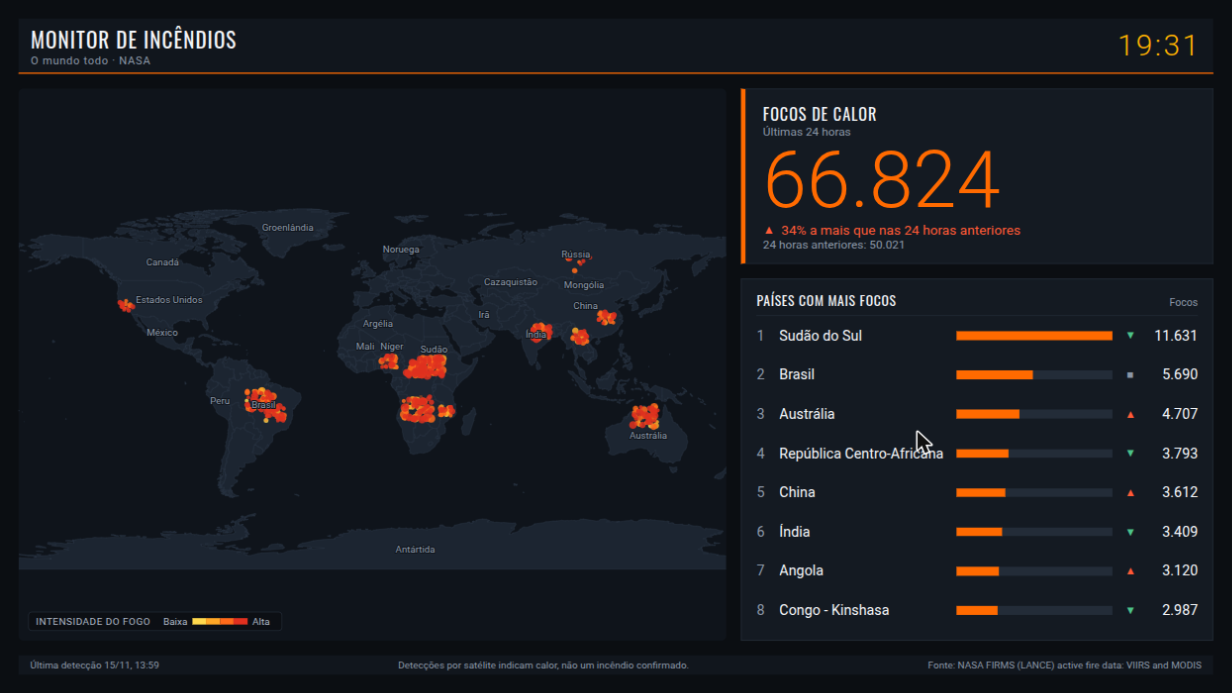 MONITOR DE INCÊNDIOS
O mundo todo · NASA
19:31
Groenlândia
Noruega
Canadá
Rússia
Cazaquistão
Mongólia
Estados Unidos
China
Irã
México
Argélia
Índia
Mali
Níger
Sudão
Peru
Brasil
Austrália
Antártida
INTENSIDADE DO FOGO
Baixa
Alta
FOCOS DE CALOR
Últimas 24 horas
66.824
▲ 34% a mais que nas 24 horas anteriores
24 horas anteriores: 50.021
PAÍSES COM MAIS FOCOS
Focos
1 Sudão do Sul ▼ 11.631
2 Brasil ■ 5.690
3 Austrália ▲ 4.707
4 República Centro-Africana ▼ 3.793
5 China ▲ 3.612
6 Índia ▼ 3.409
7 Angola ▲ 3.120
8 Congo - Kinshasa ▼ 2.987
Última detecção 15/11, 13:59
Detecções por satélite indicam calor, não um incêndio confirmado.
Fonte: NASA FIRMS (LANCE) active fire data: VIIRS and MODIS